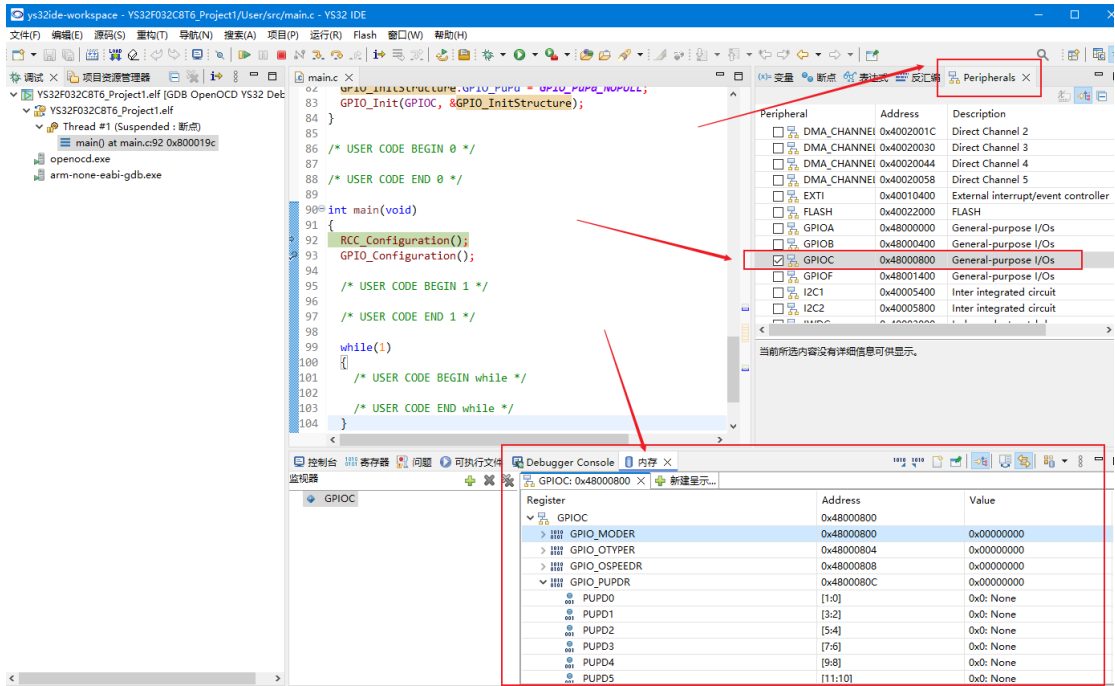 ys32ide-workspace - YS32F032C8T6_Project1/User/src/main.c - YS32 IDE
文件(F) 编辑(E) 源码(S) 重构(T) 导航(N) 搜索(A) 项目(P) 运行(R) Flash 窗口(W) 帮助(H)
调试 项目资源管理器
YS32F032C8T6_Project1.elf [GDB OpenOCD YS32 Deb
YS32F032C8T6_Project1.elf
Thread #1 (Suspended : 断点)
main() at main.c:92 0x800019c
openocd.exe
arm-none-eabi-gdb.exe
main.c
82 GPIO_InitStructure.GPIO_PuPd = GPIO_PuPd_NOPULL;
83 GPIO_Init(GPIOC, &GPIO_InitStructure);
84 }
85
86 /* USER CODE BEGIN 0 */
87
88 /* USER CODE END 0 */
89
90 int main(void)
91 {
92 RCC_Configuration();
93 GPIO_Configuration();
94
95 /* USER CODE BEGIN 1 */
96
97 /* USER CODE END 1 */
98
99 while(1)
100 {
101 /* USER CODE BEGIN while */
102
103 /* USER CODE END while */
104 }
变量 断点 表达式 反汇编 Peripherals
Peripheral Address Description
DMA_CHANNEL 0x4002001C Direct Channel 2
DMA_CHANNEL 0x40020030 Direct Channel 3
DMA_CHANNEL 0x40020044 Direct Channel 4
DMA_CHANNEL 0x40020058 Direct Channel 5
EXTI 0x40010400 External interrupt/event controller
FLASH 0x40022000 FLASH
GPIOA 0x48000000 General-purpose I/Os
GPIOB 0x48000400 General-purpose I/Os
GPIOC 0x48000800 General-purpose I/Os
GPIOF 0x48001400 General-purpose I/Os
I2C1 0x40005400 Inter integrated circuit
I2C2 0x40005800 Inter integrated circuit
当前所选内容没有详细信息可供显示。
控制台 寄存器 问题 可执行文件 Debugger Console 内存
监视器
GPIOC
GPIOC: 0x48000800 新建呈示...
Register Address Value
GPIOC 0x48000800
GPIO_MODER 0x48000800 0x00000000
GPIO_OTYPER 0x48000804 0x00000000
GPIO_OSPEEDR 0x48000808 0x00000000
GPIO_PUPDR 0x4800080C 0x00000000
PUPD0 [1:0] 0x0: None
PUPD1 [3:2] 0x0: None
PUPD2 [5:4] 0x0: None
PUPD3 [7:6] 0x0: None
PUPD4 [9:8] 0x0: None
PUPD5 [11:10] 0x0: None